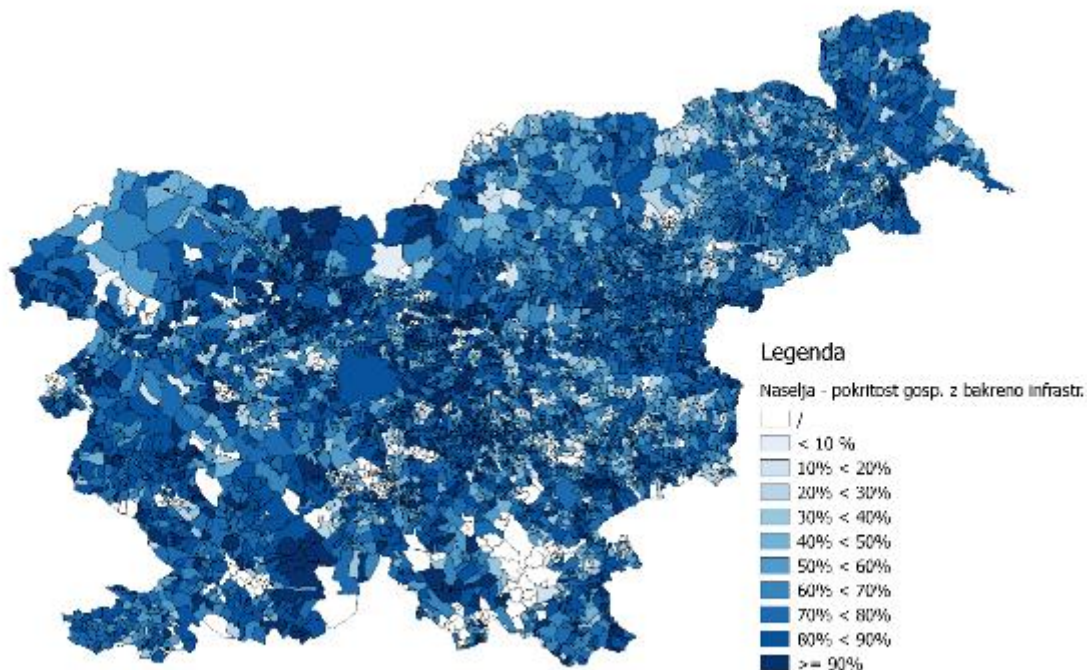 Legenda
Naselja - pokritost gosp. z bakreno infrastr.
/
< 10 %
10% < 20%
20% < 30%
30% < 40%
40% < 50%
50% < 60%
60% < 70%
70% < 80%
80% < 90%
>= 90%